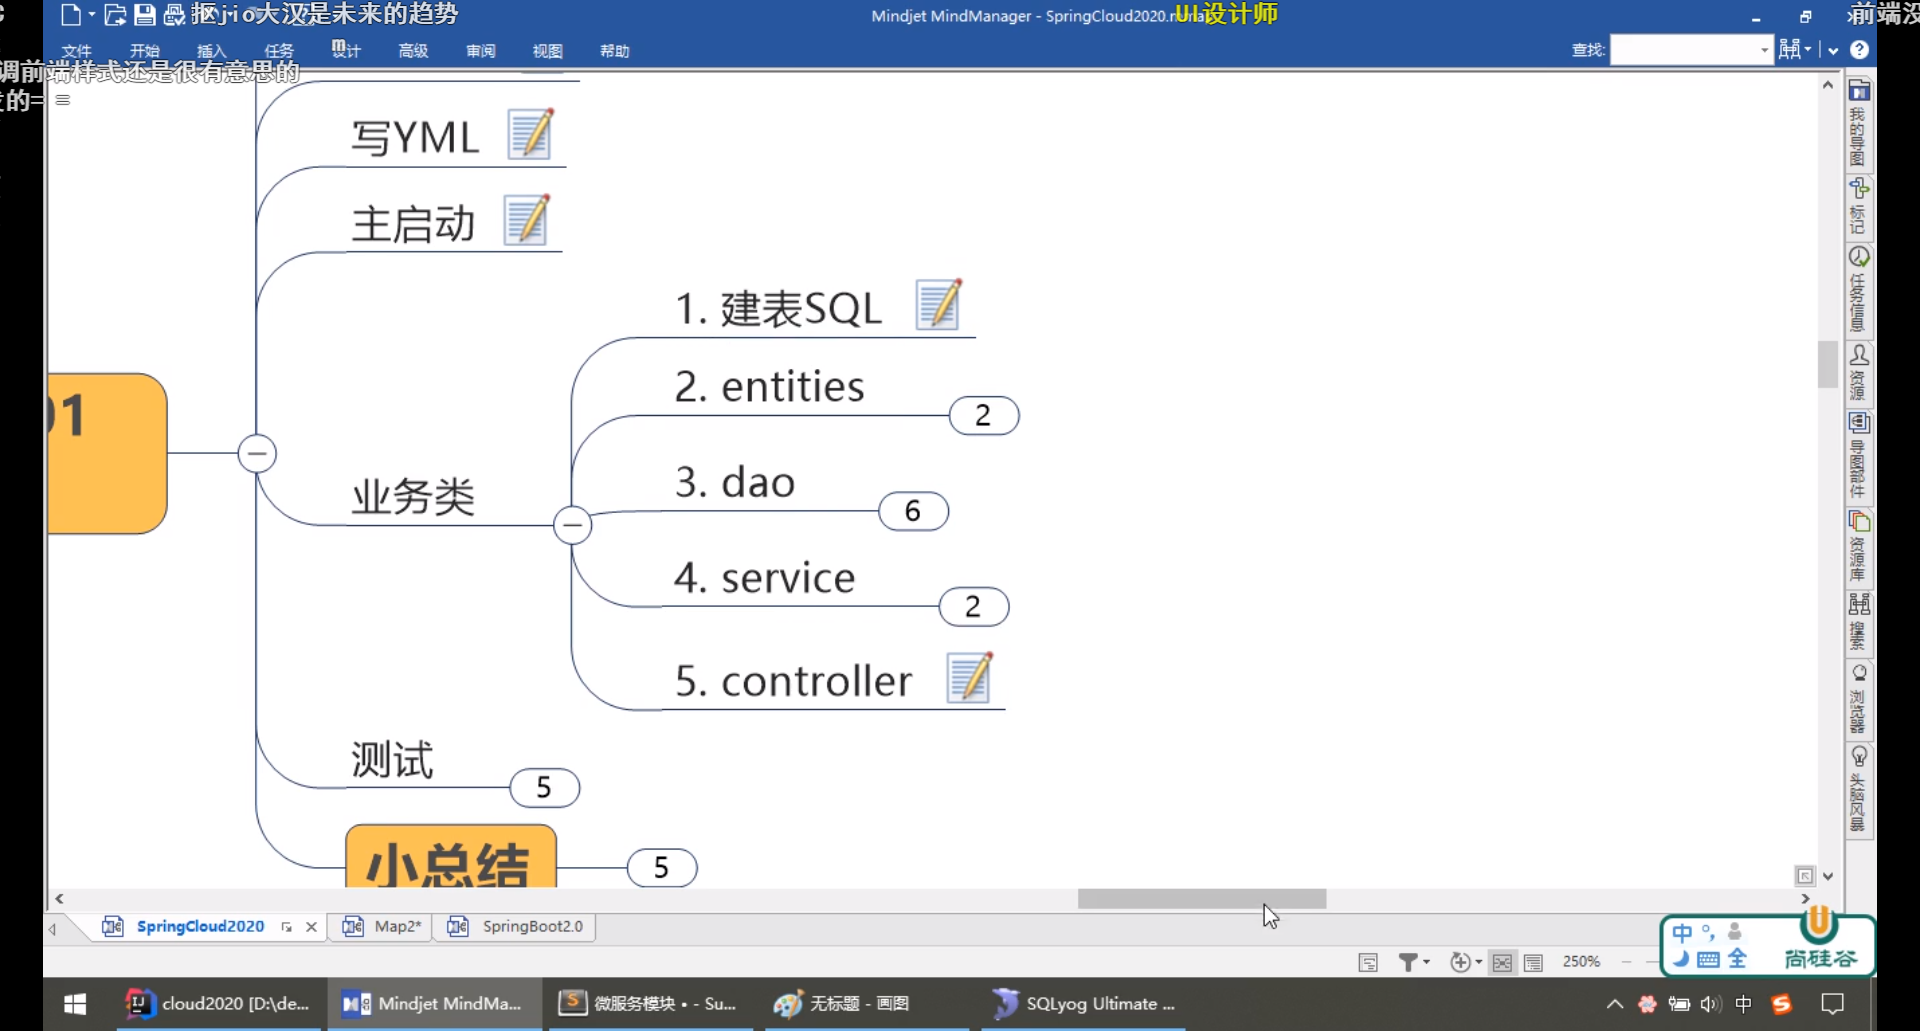 抠jio大汉是未来的趋势
Mindjet MindManager - SpringCloud2020.mmap
UI设计师
前端没
文件 开始 插入 任务 设计 高级 审阅 视图 帮助
查找:
调前端样式还是很有意思的
的= =
写YML
主启动
1. 建表SQL
2. entities
2
01
3. dao
6
业务类
4. service
2
5. controller
测试
5
小总结
5
我的导图
标记
任务信息
资源
导图部件
资源库
搜索
浏览器
头脑风暴
SpringCloud2020
Map2*
SpringBoot2.0
250%
中
全
尚硅谷
cloud2020 [D:\de...
Mindjet MindMa...
微服务模块 • - Su...
无标题 - 画图
SQLyog Ultimate ...
中